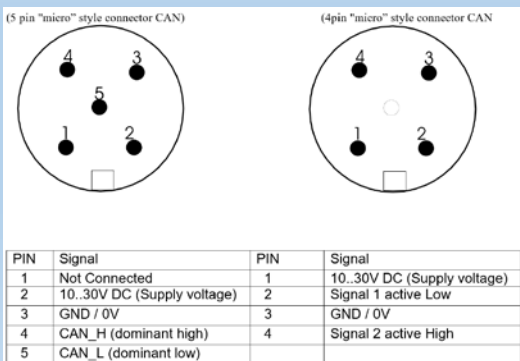 (5 pin "micro" style connector CAN)
(4pin "micro" style connector CAN
4 3
5
1 2
4 3
1 2
PIN Signal PIN Signal
1 Not Connected 1 10..30V DC (Supply voltage)
2 10..30V DC (Supply voltage) 2 Signal 1 active Low
3 GND / 0V 3 GND / 0V
4 CAN_H (dominant high) 4 Signal 2 active High
5 CAN_L (dominant low)